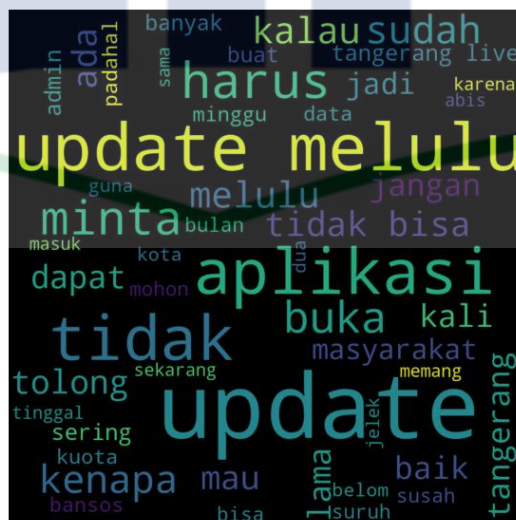 banyak
kalau
sudah
ada
padahal
admin
sama
buat
tangerang live
harus
jadi
karena
minggu
data
abis
update melulu
guna
melulu
jangan
minta
bulan
tidak bisa
masuk
kota
dua
aplikasi
dapat
mohon
buka
kali
tidak
masyarakat
sekarang
memang
tolong
update
tangerang
tinggal
jelek
sering
kuota
kenapa
mau
lama
baik
bansos
belom
susah
bisa
suruh